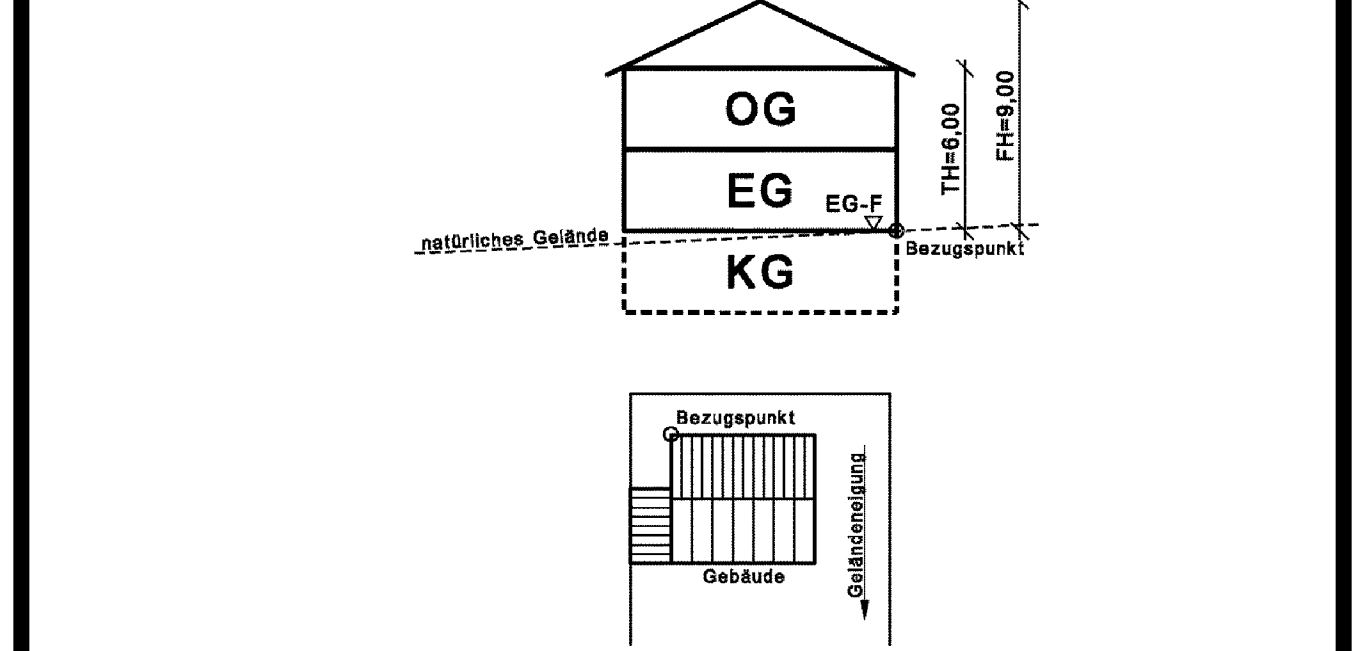 OG
TH=6,00
FH=9,00
EG
EG-F
natürliches Gelände
Bezugspunkt
KG
Bezugspunkt
Geländeneigung
Gebäude